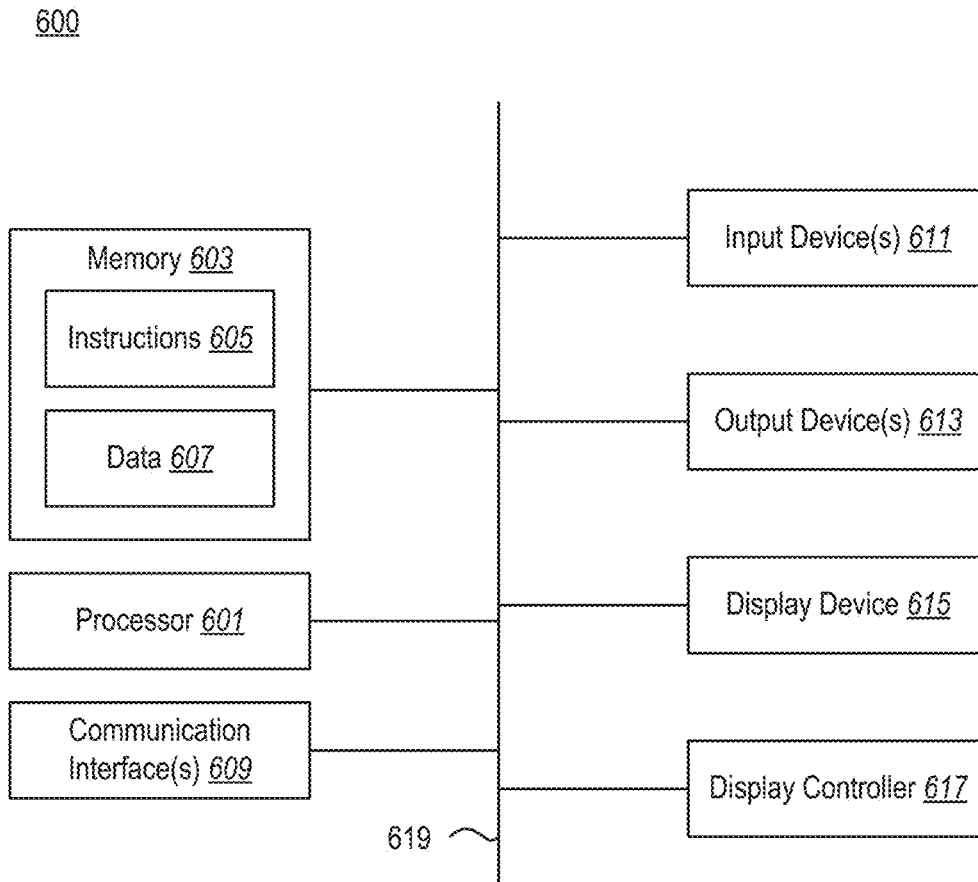 600
Memory 603
Instructions 605
Data 607
Processor 601
Communication
Interface(s) 609
Input Device(s) 611
Output Device(s) 613
Display Device 615
Display Controller 617
619